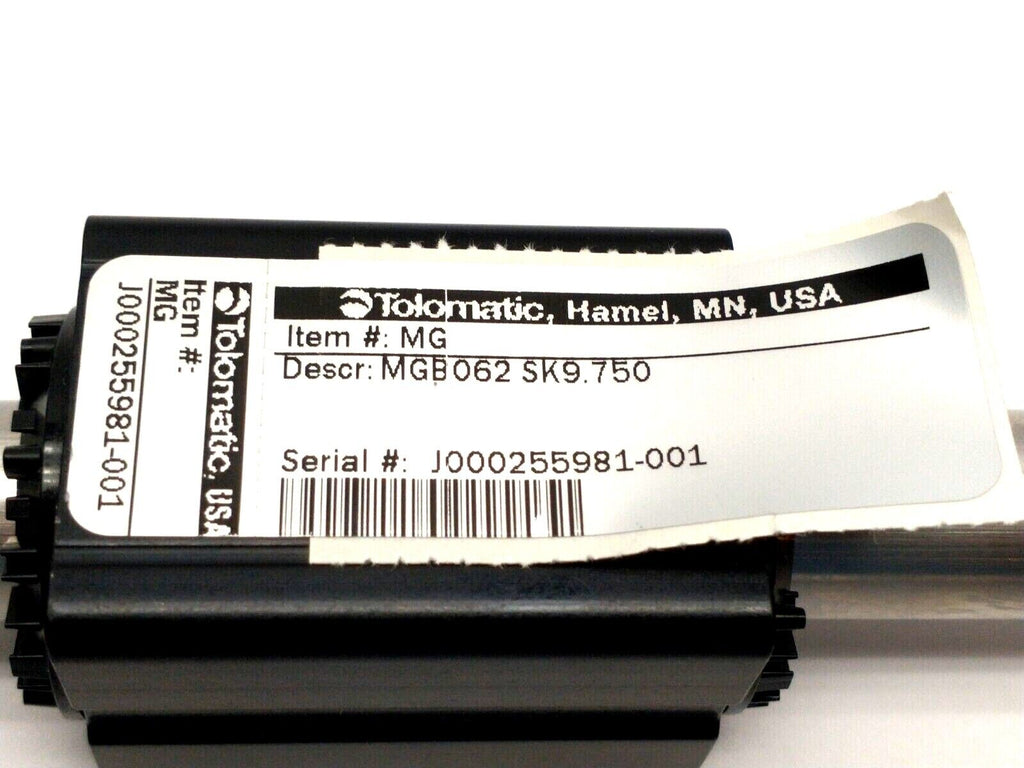 Tolomatic, Hamel, MN, USA
Item #: MG
Descr: MGB062 SK9.750
Serial #: J000255981-001
Tolomatic, USA
Item #:
MG
J000255981-001